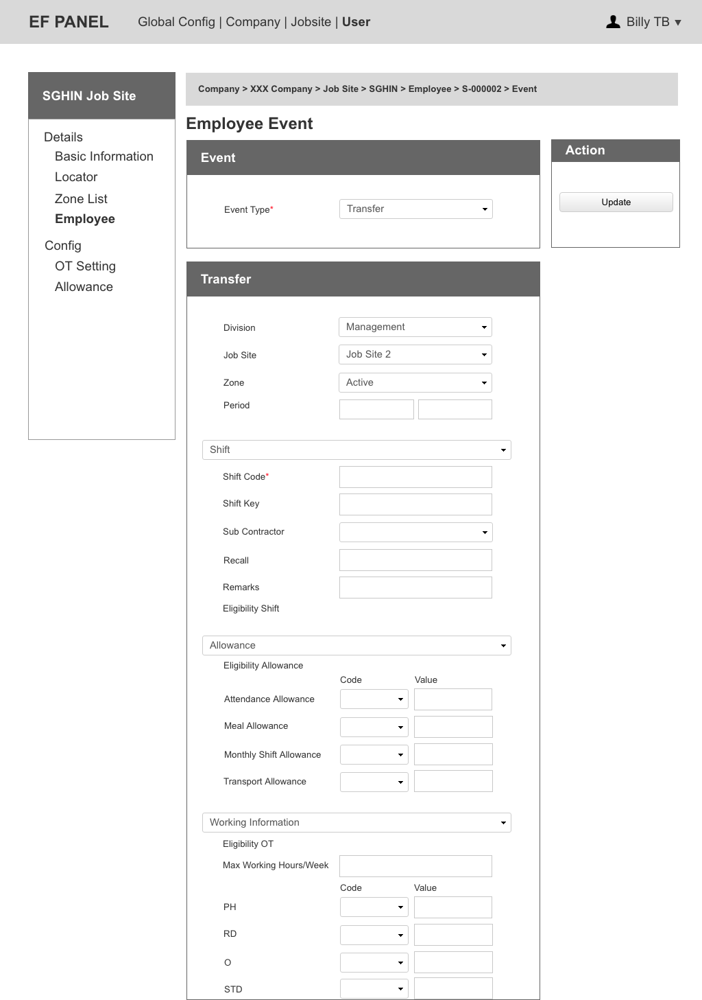 EF PANEL
Global Config | Company | Jobsite | User
Billy TB ▼
SGHIN Job Site
Details
Basic Information
Locator
Zone List
Employee
Config
OT Setting
Allowance
Company > XXX Company > Job Site > SGHIN > Employee > S-000002 > Event
Employee Event
Event
Event Type*
Transfer
Action
Update
Transfer
Division
Management
Job Site
Job Site 2
Zone
Active
Period
Shift
Shift Code*
Shift Key
Sub Contractor
Recall
Remarks
Eligibility Shift
Allowance
Eligibility Allowance
Code Value
Attendance Allowance
Meal Allowance
Monthly Shift Allowance
Transport Allowance
Working Information
Eligibility OT
Max Working Hours/Week
Code Value
PH
RD
O
STD